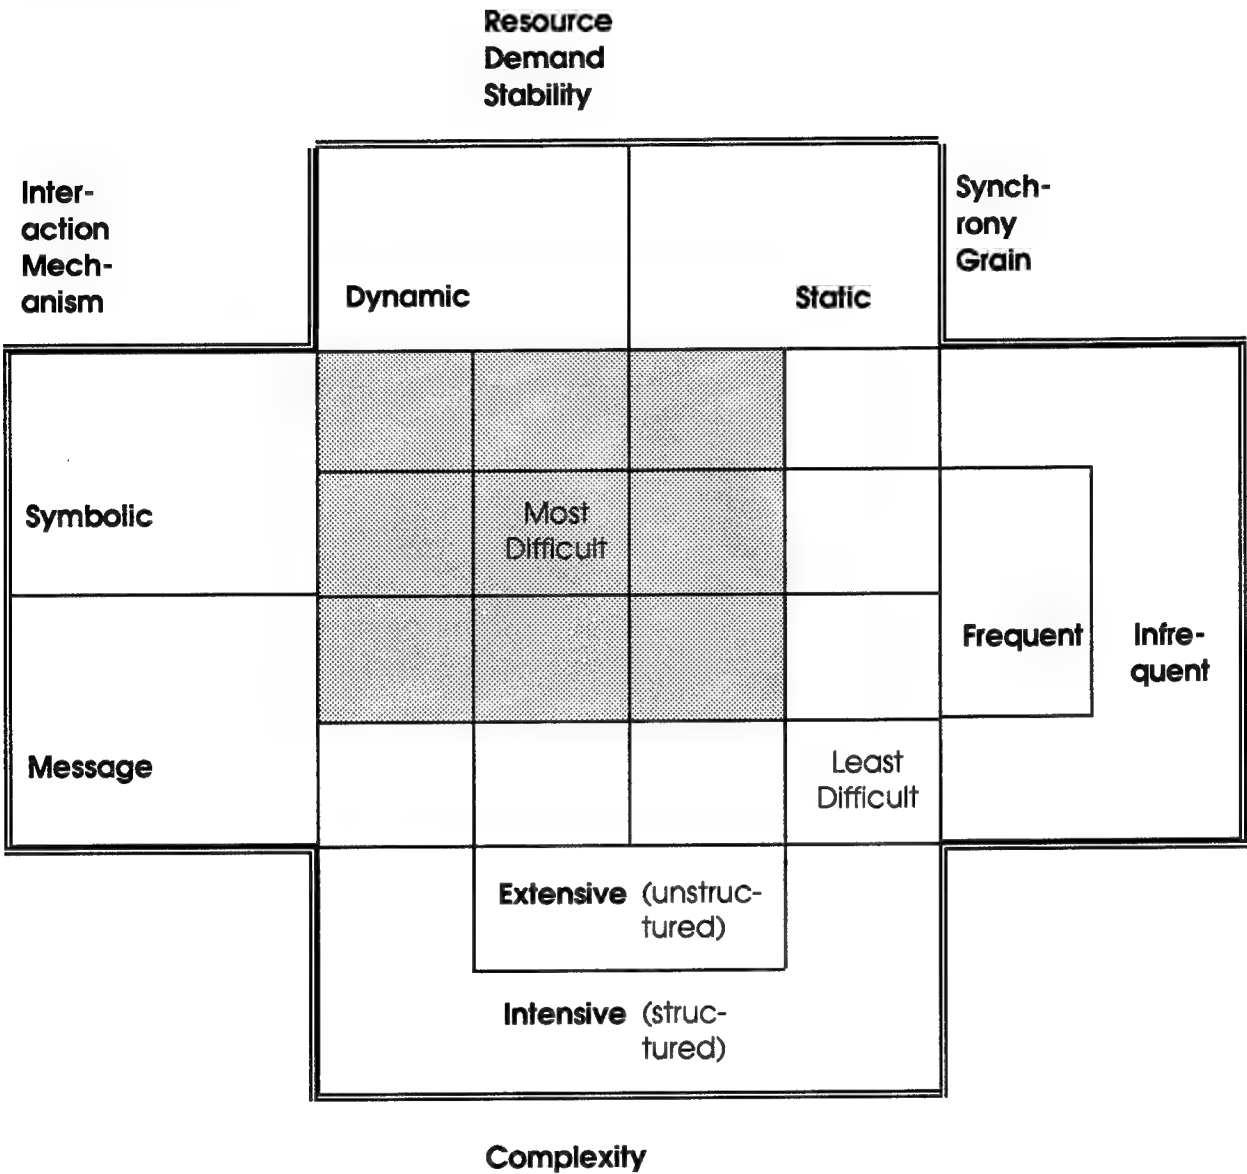 Resource
Demand
Stability
Inter-
action
Mech-
anism
Synch-
rony
Grain
Dynamic
Static
Symbolic
Most
Difficult
Frequent
Infre-
quent
Message
Least
Difficult
Extensive (unstruc-
tured)
Intensive (struc-
tured)
Complexity